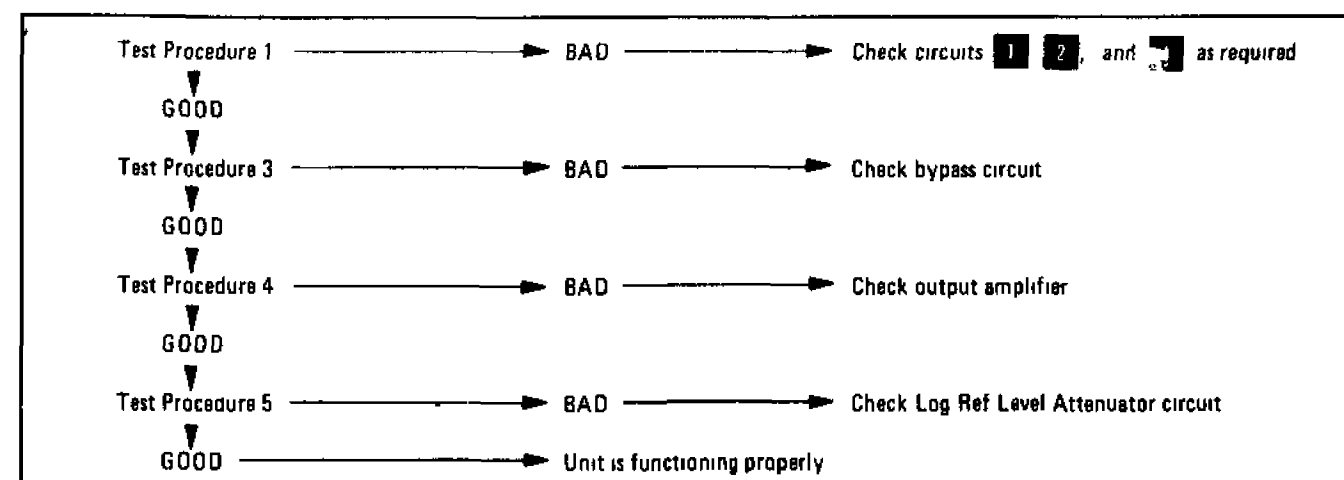 Test Procedure 1 BAD Check circuits 1 2, and as required
GOOD
Test Procedure 3 BAD Check bypass circuit
GOOD
Test Procedure 4 BAD Check output amplifier
GOOD
Test Procedure 5 BAD Check Log Ref Level Attenuator circuit
GOOD Unit is functioning properly